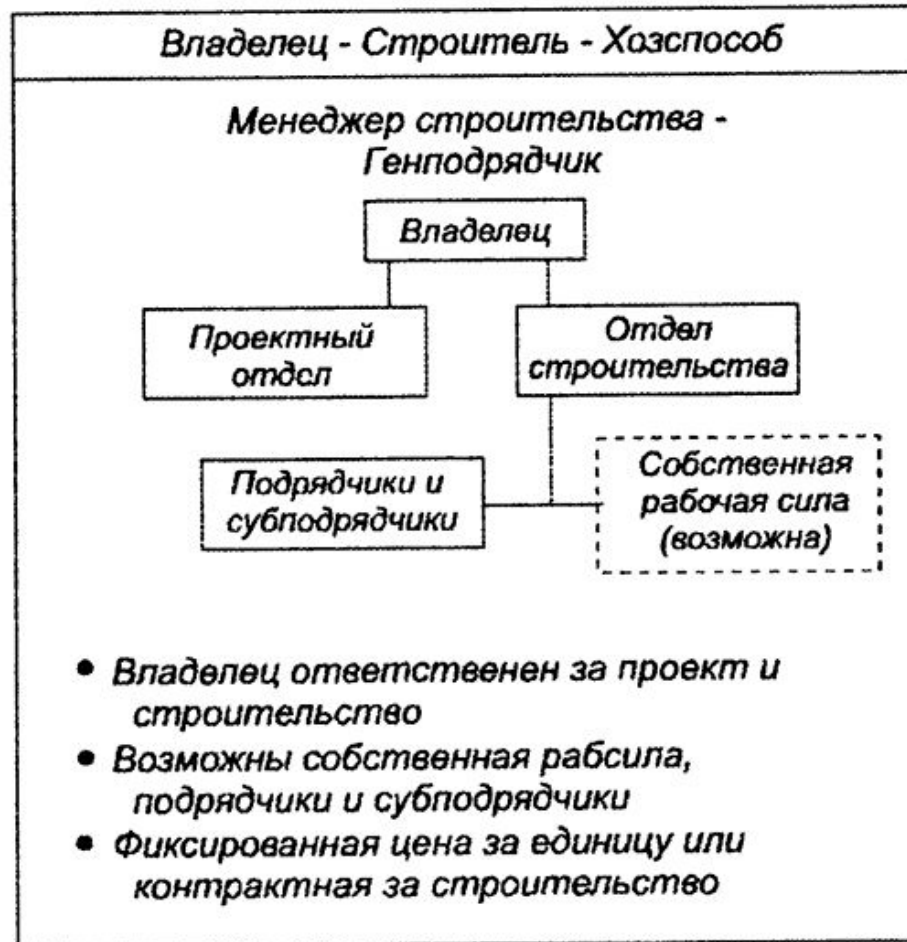 Владелец - Строитель - Хозспособ
Менеджер строительства -
Генподрядчик
Владелец
Проектный
отдел
Отдел
строительства
Подрядчики и
субподрядчики
Собственная
рабочая сила
(возможна)
• Владелец ответственен за проект и
строительство
• Возможны собственная рабсила,
подрядчики и субподрядчики
• Фиксированная цена за единицу или
контрактная за строительство